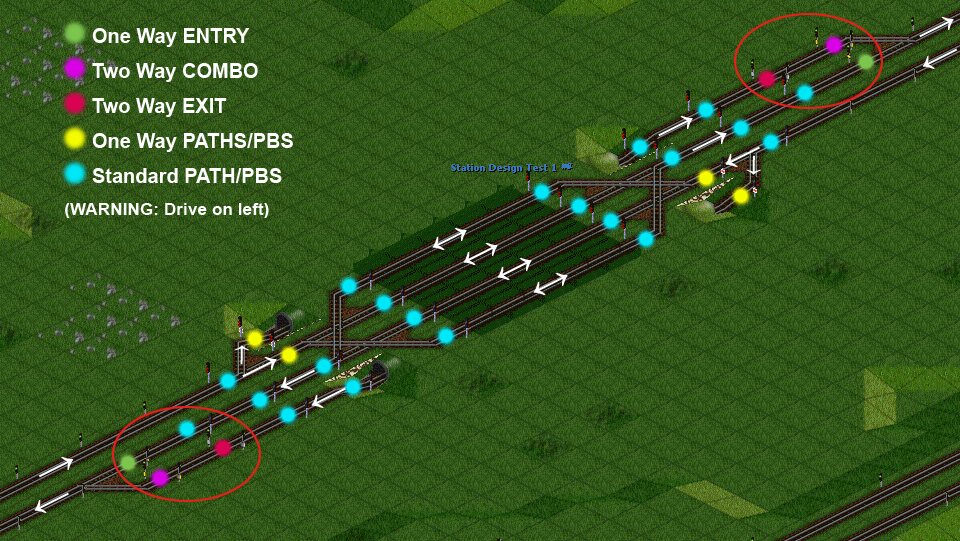 One Way ENTRY
Two Way COMBO
Two Way EXIT
One Way PATHS/PBS
Standard PATH/PBS
(WARNING: Drive on left)
Station Design Test 1